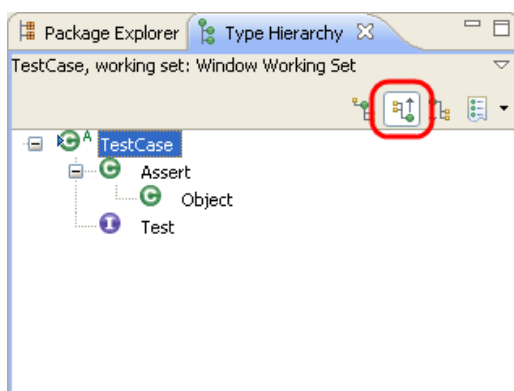 Package Explorer Type Hierarchy
TestCase, working set: Window Working Set
A TestCase
Assert
Object
Test